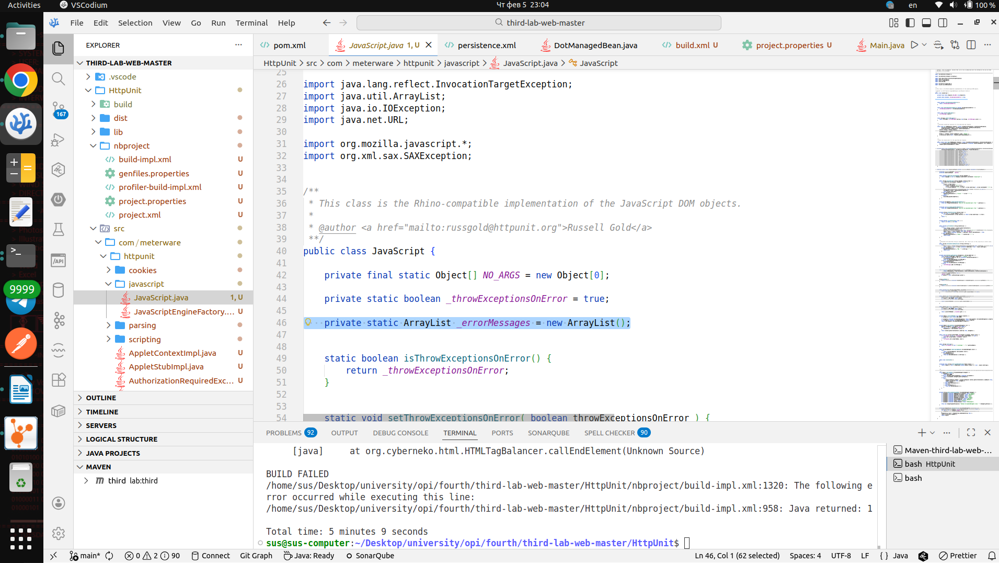 Activities
VSCodium
Чт фев 5 23:04
en
100 %
File Edit Selection View Go Run Terminal Help
third-lab-web-master
EXPLORER
THIRD-LAB-WEB-MASTER
.vscode
HttpUnit
build
dist
lib
nbproject
build-impl.xml U
genfiles.properties U
profiler-build-impl.xml U
project.properties U
project.xml U
src
com/meterware
httpunit
cookies
javascript
JavaScript.java 1, U
JavaScriptEngineFactory.... U
parsing
scripting
AppletContextImpl.java U
AppletStubImpl.java U
AuthorizationRequiredExc... U
OUTLINE
TIMELINE
SERVERS
LOGICAL STRUCTURE
JAVA PROJECTS
MAVEN
third lab:third
167
9999
pom.xml
JavaScript.java 1, U
persistence.xml
DotManagedBean.java
build.xml U
project.properties U
Main.java
HttpUnit > src > com > meterware > httpunit > javascript > JavaScript.java > JavaScript
25
26 import java.lang.reflect.InvocationTargetException;
27 import java.util.ArrayList;
28 import java.io.IOException;
29 import java.net.URL;
30
31 import org.mozilla.javascript.*;
32 import org.xml.sax.SAXException;
33
34
35 /**
36 * This class is the Rhino-compatible implementation of the JavaScript DOM objects.
37 *
38 * @author <a href="mailto:russgold@httpunit.org">Russell Gold</a>
39 **/
40 public class JavaScript {
41
42 private final static Object[] NO_ARGS = new Object[0];
43
44 private static boolean _throwExceptionsOnError = true;
45
46 private static ArrayList _errorMessages = new ArrayList();
47
48
49 static boolean isThrowExceptionsOnError() {
50 return _throwExceptionsOnError;
51 }
52
53
54 static void setThrowExceptionsOnError( boolean throwExceptionsOnError ) {
PROBLEMS 92 OUTPUT DEBUG CONSOLE TERMINAL PORTS SONARQUBE SPELL CHECKER 90
[java] at org.cyberneko.html.HTMLTagBalancer.callEndElement(Unknown Source)
BUILD FAILED
/home/sus/Desktop/university/opi/fourth/third-lab-web-master/HttpUnit/nbproject/build-impl.xml:1320: The following e
rror occurred while executing this line:
/home/sus/Desktop/university/opi/fourth/third-lab-web-master/HttpUnit/nbproject/build-impl.xml:958: Java returned: 1
Total time: 5 minutes 9 seconds
sus@sus-computer:~/Desktop/university/opi/fourth/third-lab-web-master/HttpUnit$
Maven-third-lab-web-...
bash HttpUnit
bash
main* 0 2 90 Connect Git Graph Java: Ready SonarQube
Ln 46, Col 1 (62 selected) Spaces: 4 UTF-8 LF { } Java Prettier